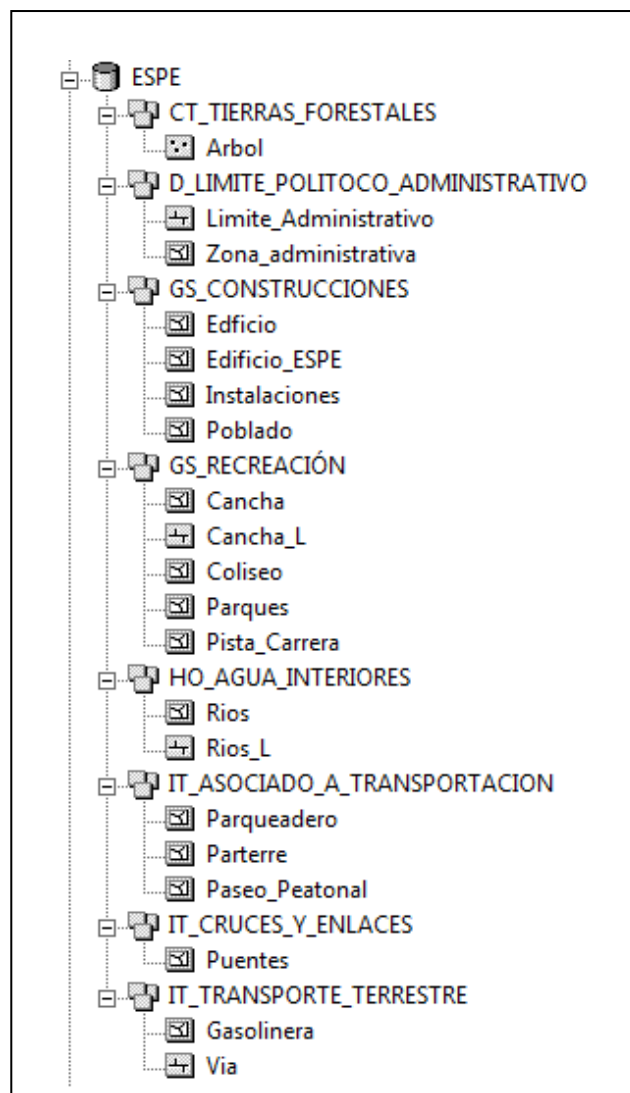 ESPE
CT_TIERRAS_FORESTALES
Arbol
D_LIMITE_POLITOCO_ADMINISTRATIVO
Limite_Administrativo
Zona_administrativa
GS_CONSTRUCCIONES
Edficio
Edificio_ESPE
Instalaciones
Poblado
GS_RECREACIÓN
Cancha
Cancha_L
Coliseo
Parques
Pista_Carrera
HO_AGUA_INTERIORES
Rios
Rios_L
IT_ASOCIADO_A_TRANSPORTACION
Parqueadero
Parterre
Paseo_Peatonal
IT_CRUCES_Y_ENLACES
Puentes
IT_TRANSPORTE_TERRESTRE
Gasolinera
Via